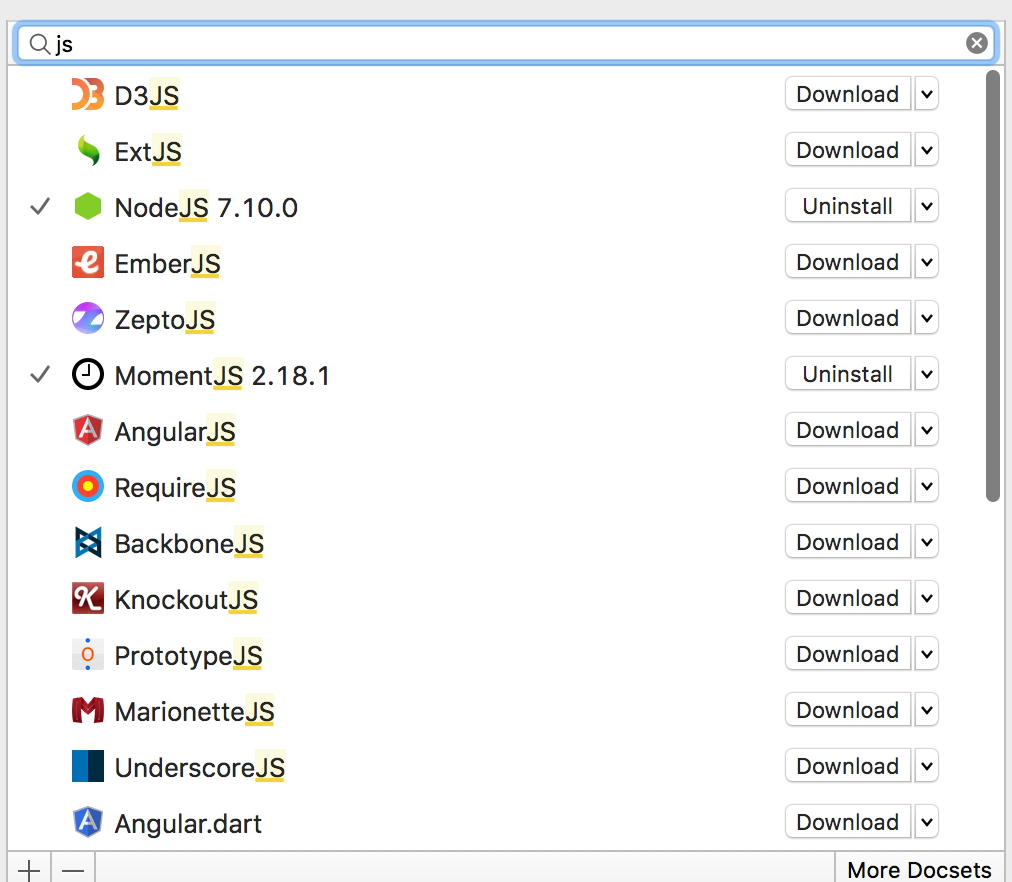 js
D3JS Download
ExtJS Download
NodeJS 7.10.0 Uninstall
EmberJS Download
ZeptoJS Download
MomentJS 2.18.1 Uninstall
AngularJS Download
RequireJS Download
BackboneJS Download
KnockoutJS Download
PrototypeJS Download
MarionetteJS Download
UnderscoreJS Download
Angular.dart Download
More Docsets